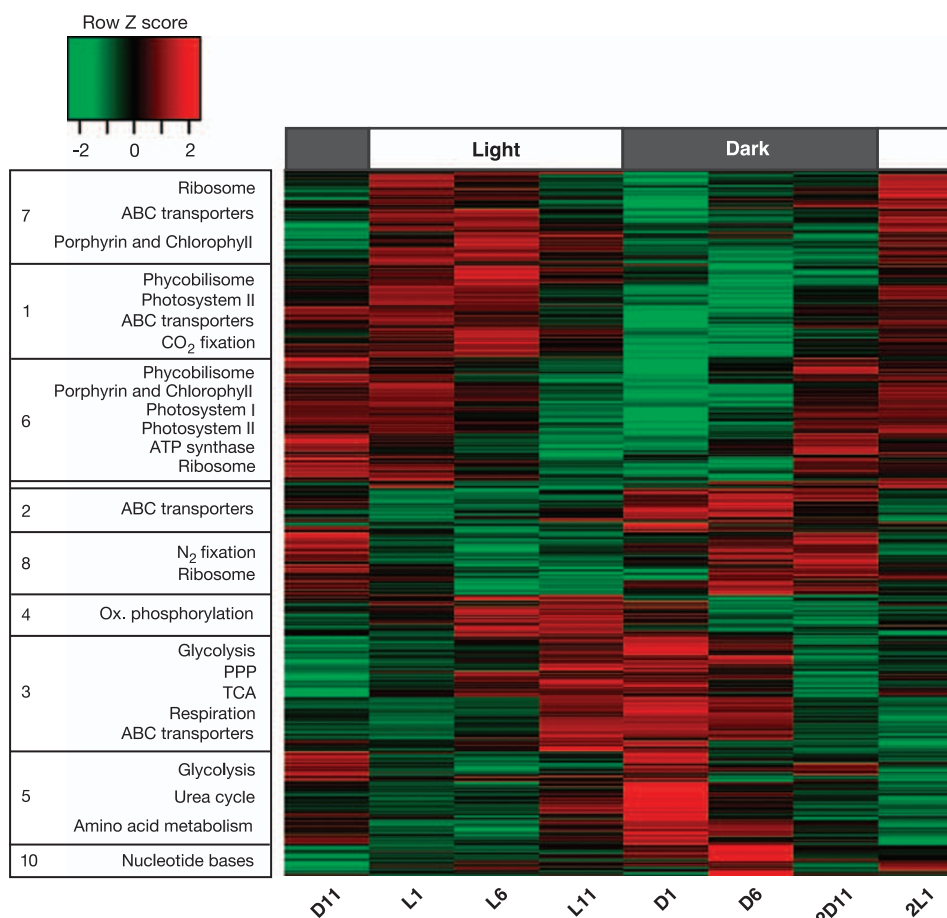 Row Z score
-2 0 2
Light Dark
7
Ribosome
ABC transporters
Porphyrin and Chlorophyll
1
Phycobilisome
Photosystem II
ABC transporters
CO2 fixation
6
Phycobilisome
Porphyrin and Chlorophyll
Photosystem I
Photosystem II
ATP synthase
Ribosome
2
ABC transporters
8
N2 fixation
Ribosome
4
Ox. phosphorylation
3
Glycolysis
PPP
TCA
Respiration
ABC transporters
5
Glycolysis
Urea cycle
Amino acid metabolism
10
Nucleotide bases
D11 L1 L6 L11 D1 D6 2D11 2L1